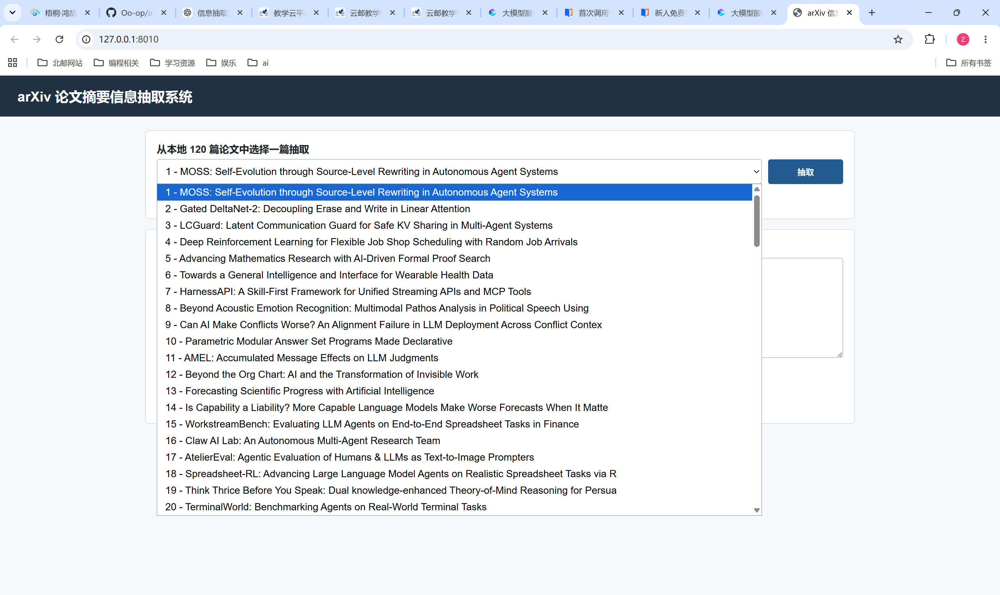 梧桐·鸿鹄
Oo-op/a
信息抽取
教学云平
云邮教学
云邮教学
大模型服
首次调用
新人免费
大模型服
arXiv 信息
127.0.0.1:8010
Z
北邮网站
编程相关
学习资源
娱乐
ai
所有书签
arXiv 论文摘要信息抽取系统
从本地 120 篇论文中选择一篇抽取
1 - MOSS: Self-Evolution through Source-Level Rewriting in Autonomous Agent Systems
抽取
1 - MOSS: Self-Evolution through Source-Level Rewriting in Autonomous Agent Systems
2 - Gated DeltaNet-2: Decoupling Erase and Write in Linear Attention
3 - LCGuard: Latent Communication Guard for Safe KV Sharing in Multi-Agent Systems
4 - Deep Reinforcement Learning for Flexible Job Shop Scheduling with Random Job Arrivals
5 - Advancing Mathematics Research with AI-Driven Formal Proof Search
6 - Towards a General Intelligence and Interface for Wearable Health Data
7 - HarnessAPI: A Skill-First Framework for Unified Streaming APIs and MCP Tools
8 - Beyond Acoustic Emotion Recognition: Multimodal Pathos Analysis in Political Speech Using
9 - Can AI Make Conflicts Worse? An Alignment Failure in LLM Deployment Across Conflict Contex
10 - Parametric Modular Answer Set Programs Made Declarative
11 - AMEL: Accumulated Message Effects on LLM Judgments
12 - Beyond the Org Chart: AI and the Transformation of Invisible Work
13 - Forecasting Scientific Progress with Artificial Intelligence
14 - Is Capability a Liability? More Capable Language Models Make Worse Forecasts When It Matte
15 - WorkstreamBench: Evaluating LLM Agents on End-to-End Spreadsheet Tasks in Finance
16 - Claw AI Lab: An Autonomous Multi-Agent Research Team
17 - AtelierEval: Agentic Evaluation of Humans & LLMs as Text-to-Image Prompters
18 - Spreadsheet-RL: Advancing Large Language Model Agents on Realistic Spreadsheet Tasks via R
19 - Think Thrice Before You Speak: Dual knowledge-enhanced Theory-of-Mind Reasoning for Persua
20 - TerminalWorld: Benchmarking Agents on Real-World Terminal Tasks